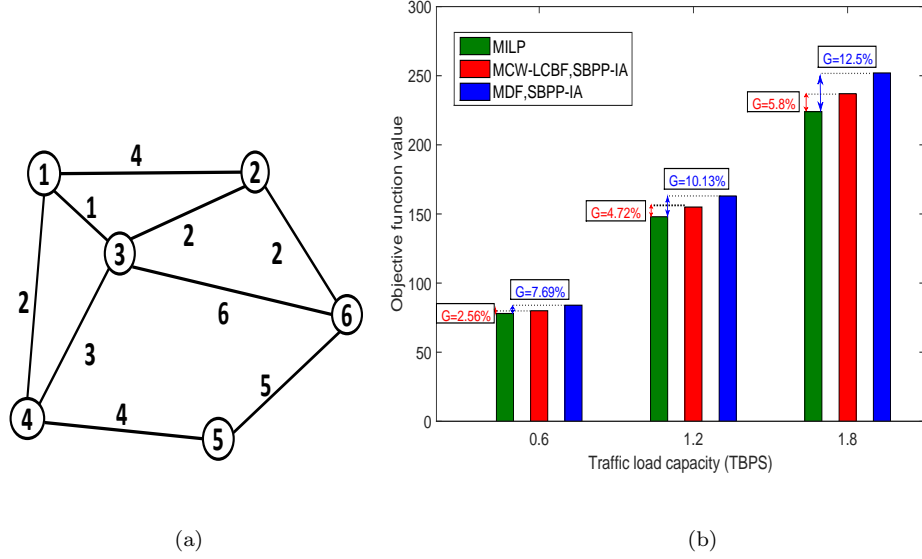 1
4
2
1
2
3
2
2
6
6
3
5
4
4
5
(a)
MILP
MCW-LCBF,SBPP-IA
MDF,SBPP-IA
G=2.56%
G=7.69%
G=4.72%
G=10.13%
G=5.8%
G=12.5%
300
250
200
150
100
50
0
Objective function value
0.6
1.2
1.8
Traffic load capacity (TBPS)
(b)